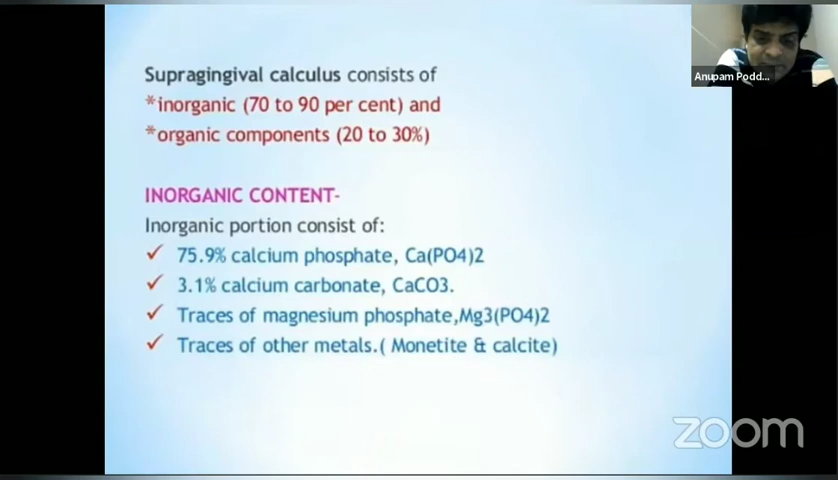 Supragingival calculus consists of
*inorganic (70 to 90 per cent) and
*organic components (20 to 30%)
INORGANIC CONTENT-
Inorganic portion consist of:
✓ 75.9% calcium phosphate, Ca(PO4)2
✓ 3.1% calcium carbonate, CaCO3.
✓ Traces of magnesium phosphate,Mg3(PO4)2
✓ Traces of other metals.( Monetite & calcite)
Anupam Podd...
zoom